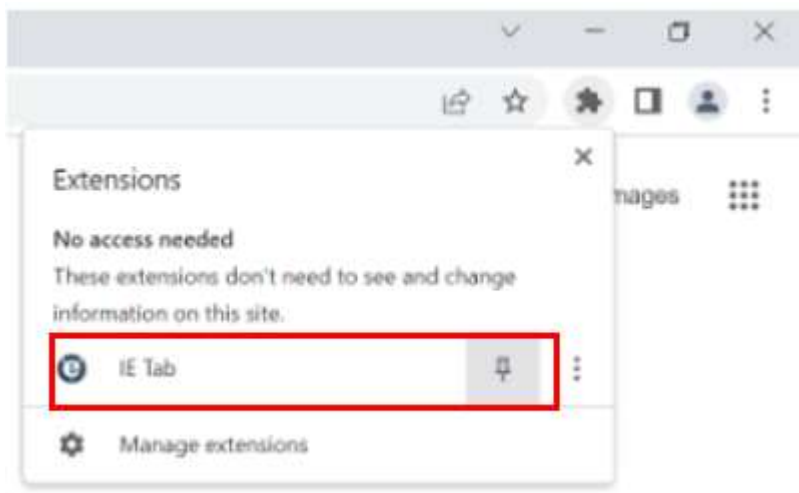 mages
Extensions
No access needed
These extensions don't need to see and change
information on this site.
IE Tab
Manage extensions